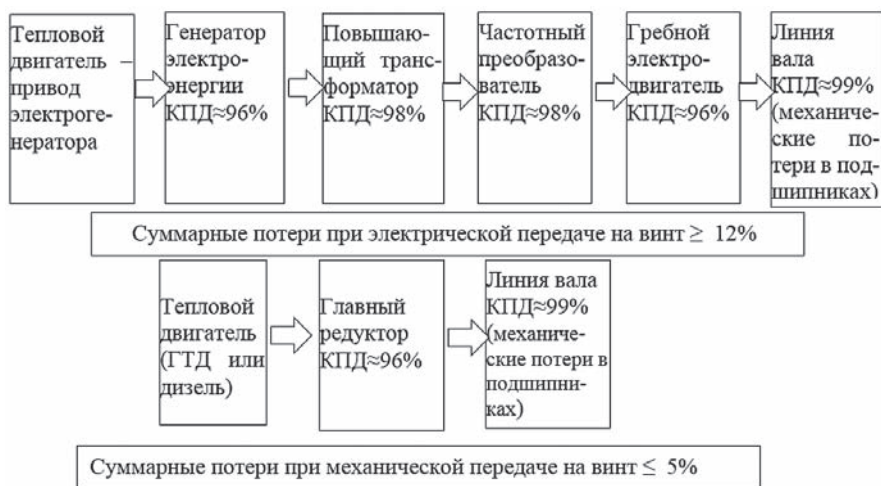 Тепловой
двигатель –
привод
электроге-
нератора
Генератор
электро-
энергии
КПД≈96%
Повышаю-
щий транс-
форматор
КПД≈98%
Частотный
преобразо-
ватель
КПД≈98%
Гребной
электро-
двигатель
КПД≈96%
Линия
вала
КПД≈99%
(механиче-
ские по-
тери в под-
шипниках)
Суммарные потери при электрической передаче на винт ≥ 12%
Тепловой
двигатель
(ГТД или
дизель)
Главный
редуктор
КПД≈96%
Линия вала
КПД≈99%
(механиче-
ские потери в
подшипни-
ках)
Суммарные потери при механической передаче на винт ≤ 5%